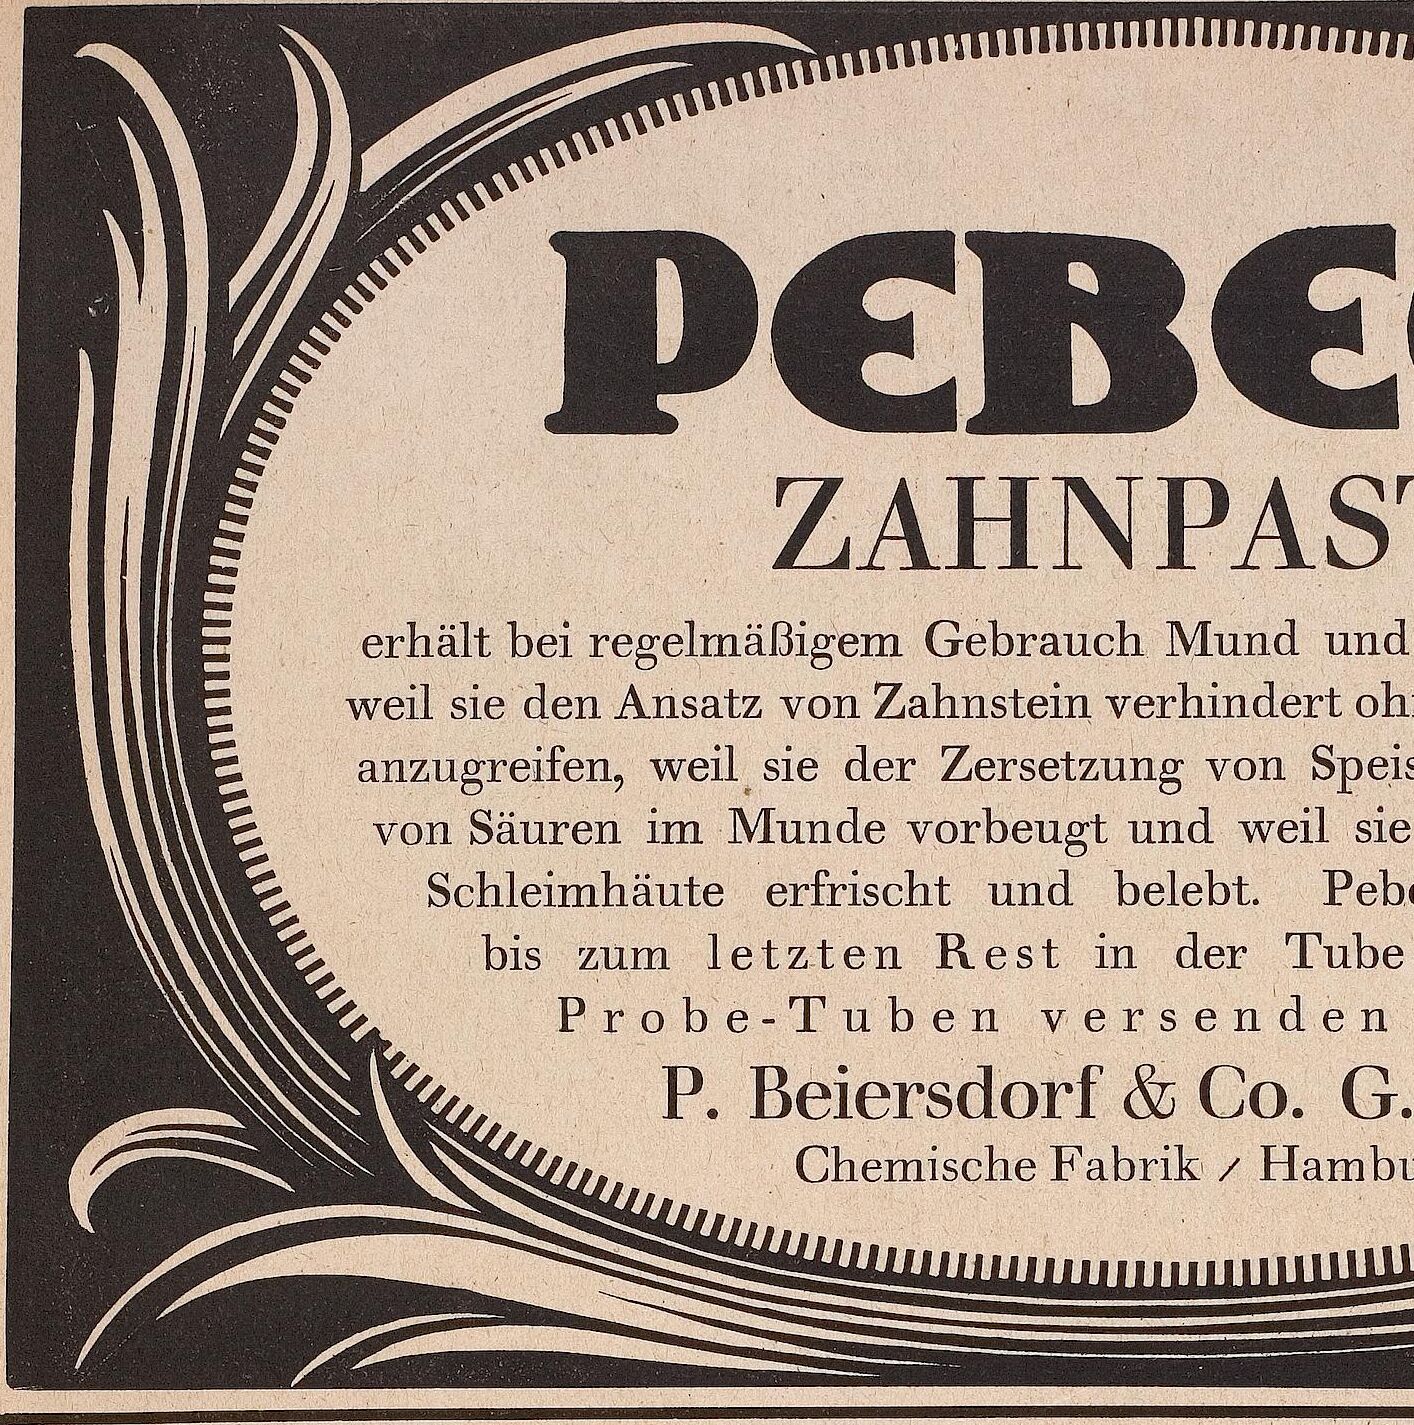 PEBE
ZAHNPAST
erhält bei regelmäßigem Gebrauch Mund und
weil sie den Ansatz von Zahnstein verhindert oh
anzugreifen, weil sie der Zersetzung von Speis
von Säuren im Munde vorbeugt und weil sie
Schleimhäute erfrischt und belebt. Pebe
bis zum letzten Rest in der Tube
Probe-Tuben versenden
P. Beiersdorf & Co. G.
Chemische Fabrik / Hambu